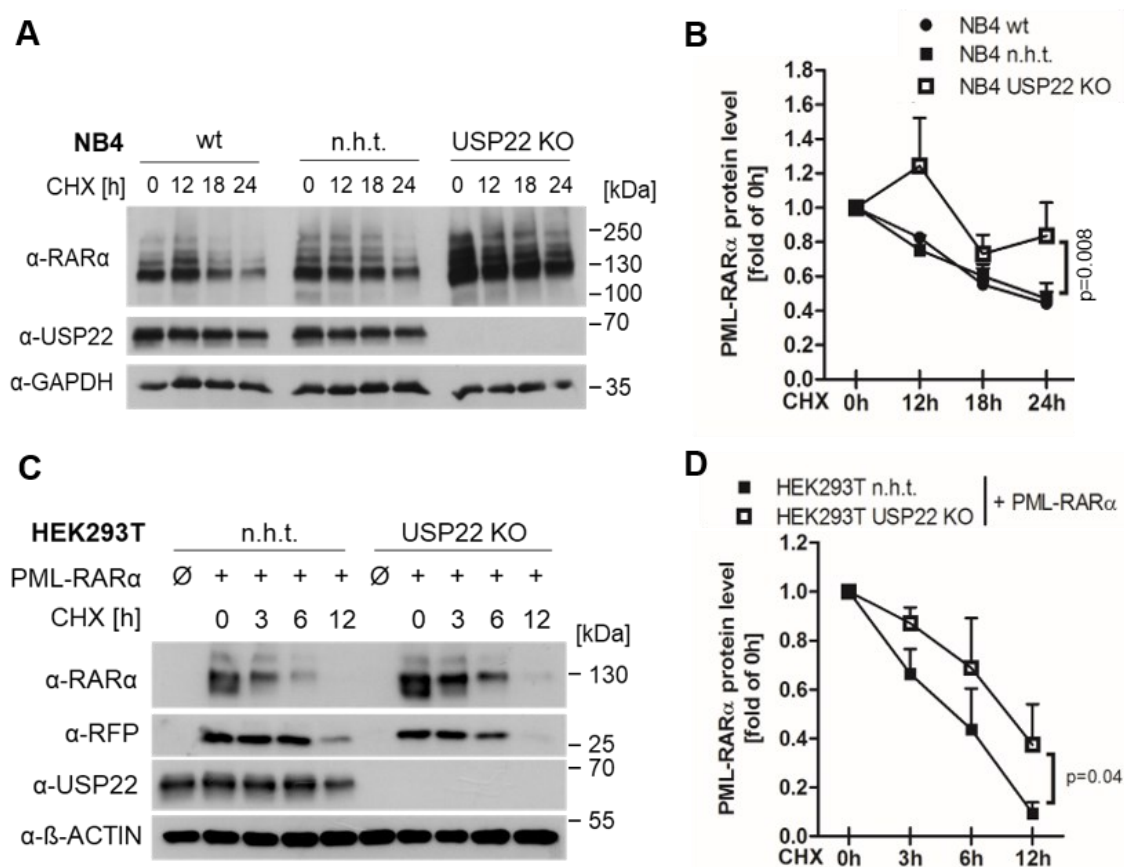 A
NB4 wt n.h.t. USP22 KO
CHX [h] 0 12 18 24 0 12 18 24 0 12 18 24 [kDa]
α-RARα
250
130
100
α-USP22
70
α-GAPDH
35
B
NB4 wt
NB4 n.h.t.
NB4 USP22 KO
PML-RARα protein level
[fold of 0h]
1.8
1.6
1.4
1.2
1.0
0.8
0.6
0.4
0.2
0.0
p=0.008
CHX 0h 12h 18h 24h
C
HEK293T n.h.t. USP22 KO
PML-RARα Ø + + + + Ø + + + +
CHX [h] 0 3 6 12 0 3 6 12
[kDa]
α-RARα
130
α-RFP
25
α-USP22
70
α-ß-ACTIN
55
D
HEK293T n.h.t.
HEK293T USP22 KO
+ PML-RARα
PML-RARα protein level
[fold of 0h]
1.2
1.0
0.8
0.6
0.4
0.2
0.0
p=0.04
CHX 0h 3h 6h 12h